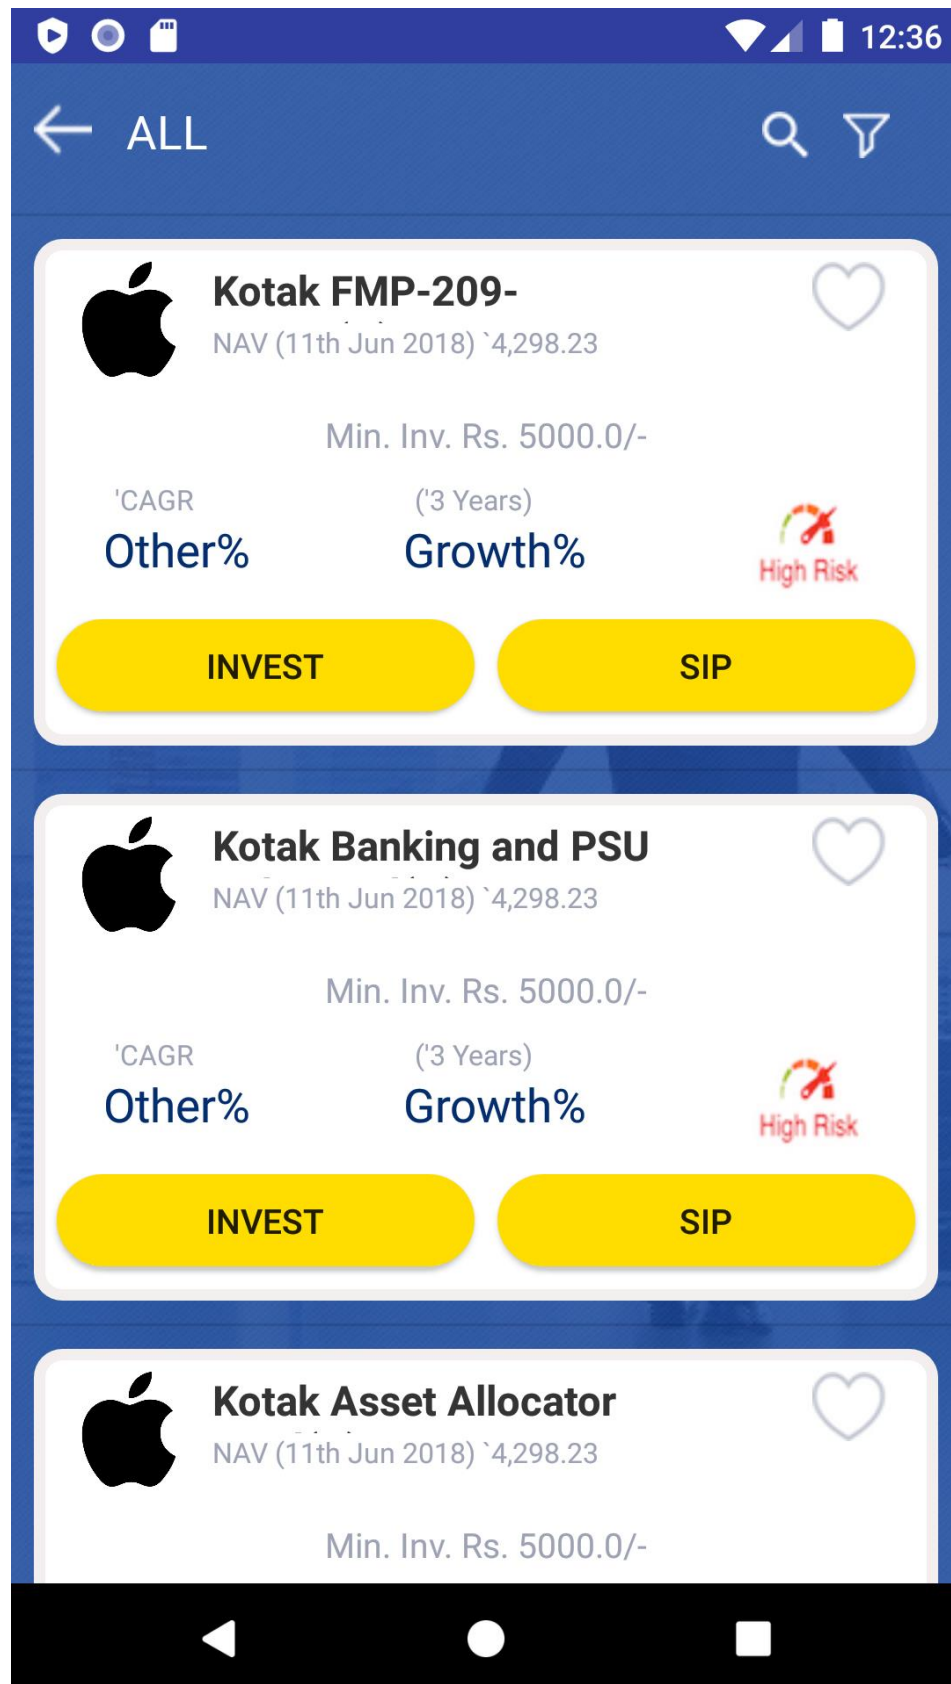 12:36
ALL
Kotak FMP-209-
NAV (11th Jun 2018) `4,298.23
Min. Inv. Rs. 5000.0/-
'CAGR ('3 Years)
Other% Growth%
High Risk
INVEST SIP
Kotak Banking and PSU
NAV (11th Jun 2018) `4,298.23
Min. Inv. Rs. 5000.0/-
'CAGR ('3 Years)
Other% Growth%
High Risk
INVEST SIP
Kotak Asset Allocator
NAV (11th Jun 2018) `4,298.23
Min. Inv. Rs. 5000.0/-